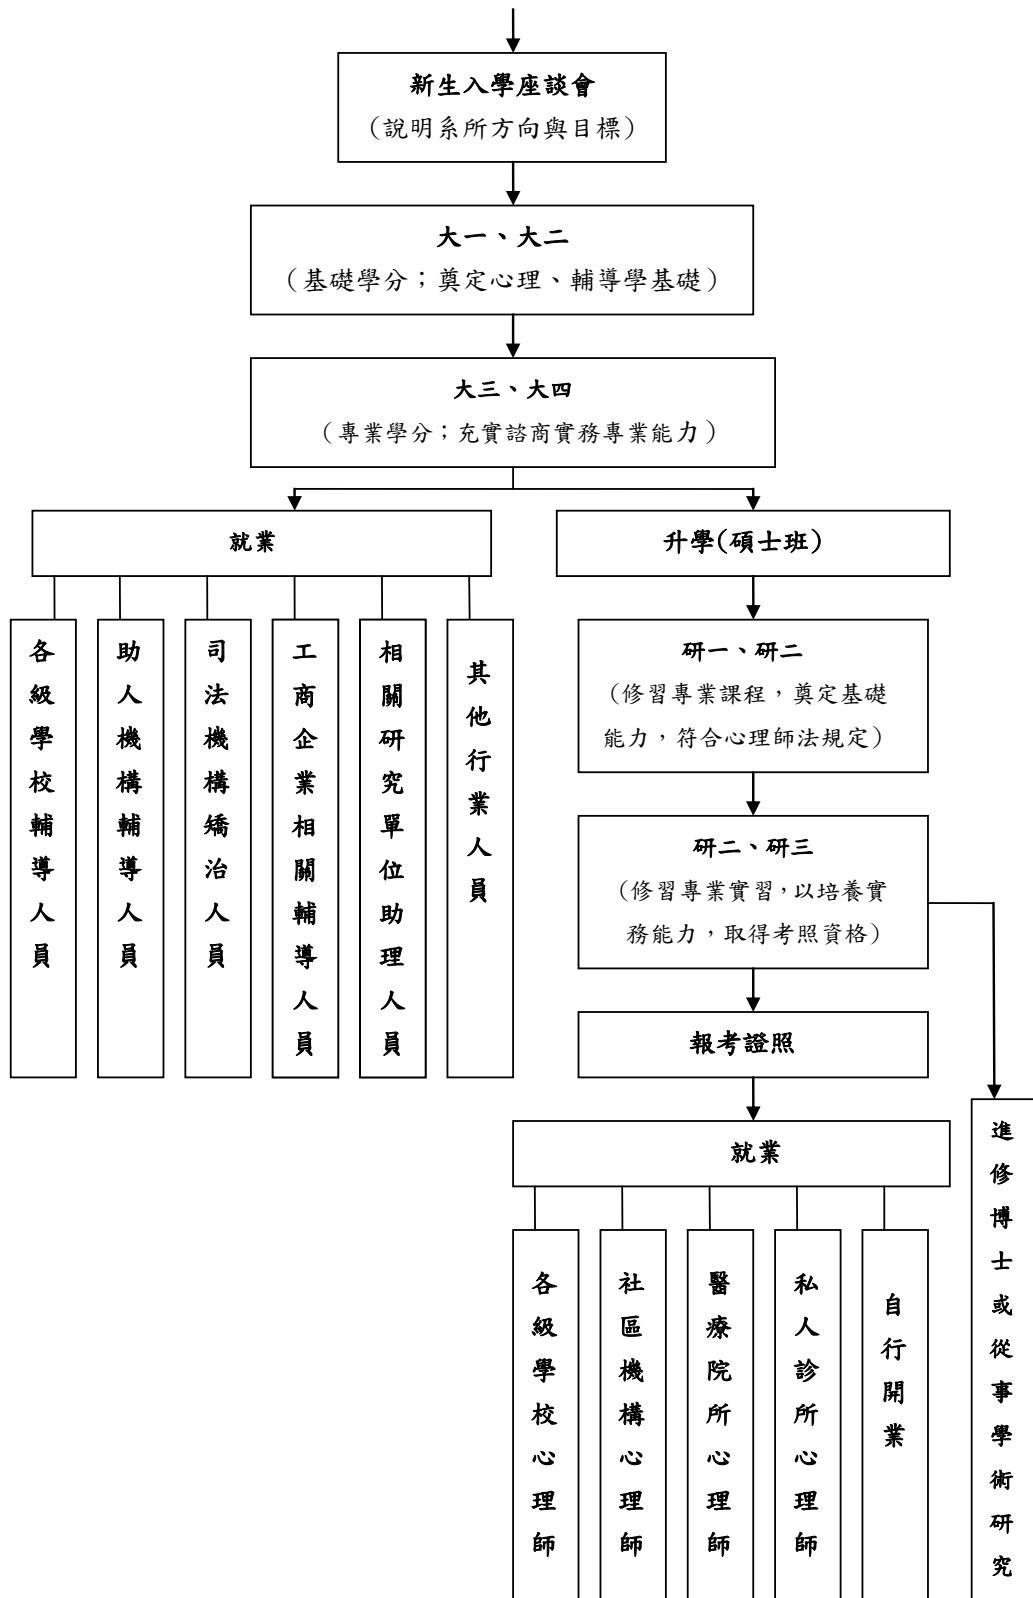 新生入學座談會
（說明系所方向與目標）
大一、大二
（基礎學分；奠定心理、輔導學基礎）
大三、大四
（專業學分；充實諮商實務專業能力）
就業
升學(碩士班)
各級學校輔導人員
助人機構輔導人員
司法機構矯治人員
工商企業相關輔導人員
相關研究單位助理人員
其他行業人員
研一、研二
（修習專業課程，奠定基礎
能力，符合心理師法規定）
研二、研三
（修習專業實習，以培養實
務能力，取得考照資格）
報考證照
就業
各級學校心理師
社區機構心理師
醫療院所心理師
私人診所心理師
自行開業
進修博士或從事學術研究